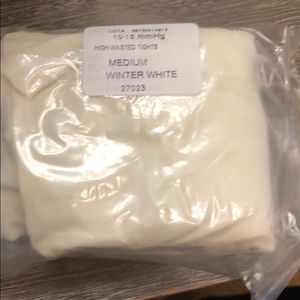 10-15 mmHg
HIGH WAISTED TIGHTS
MEDIUM
WINTER WHITE
27023